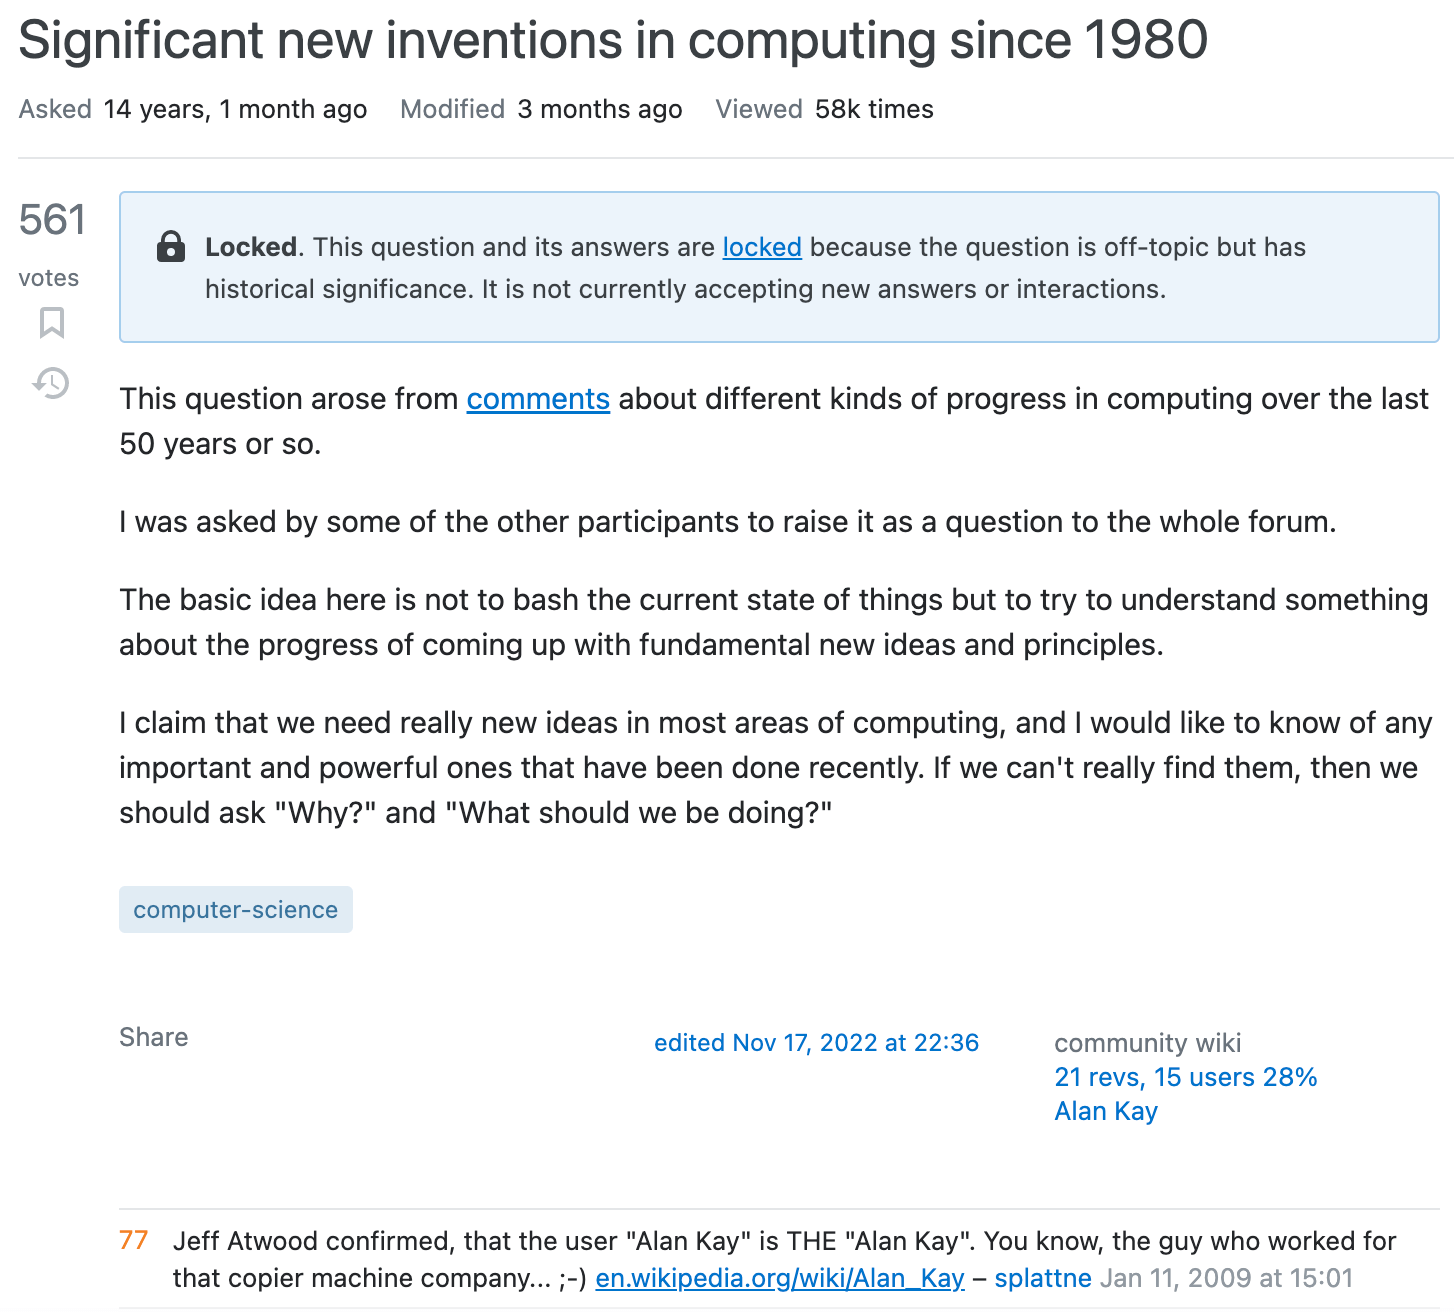 Significant new inventions in computing since 1980
Asked 14 years, 1 month ago Modified 3 months ago Viewed 58k times
561
votes
Locked. This question and its answers are locked because the question is off-topic but has
historical significance. It is not currently accepting new answers or interactions.
This question arose from comments about different kinds of progress in computing over the last
50 years or so.
I was asked by some of the other participants to raise it as a question to the whole forum.
The basic idea here is not to bash the current state of things but to try to understand something
about the progress of coming up with fundamental new ideas and principles.
I claim that we need really new ideas in most areas of computing, and I would like to know of any
important and powerful ones that have been done recently. If we can't really find them, then we
should ask "Why?" and "What should we be doing?"
computer-science
Share
edited Nov 17, 2022 at 22:36
community wiki
21 revs, 15 users 28%
Alan Kay
77 Jeff Atwood confirmed, that the user "Alan Kay" is THE "Alan Kay". You know, the guy who worked for
that copier machine company... ;-) en.wikipedia.org/wiki/Alan_Kay – splattne Jan 11, 2009 at 15:01